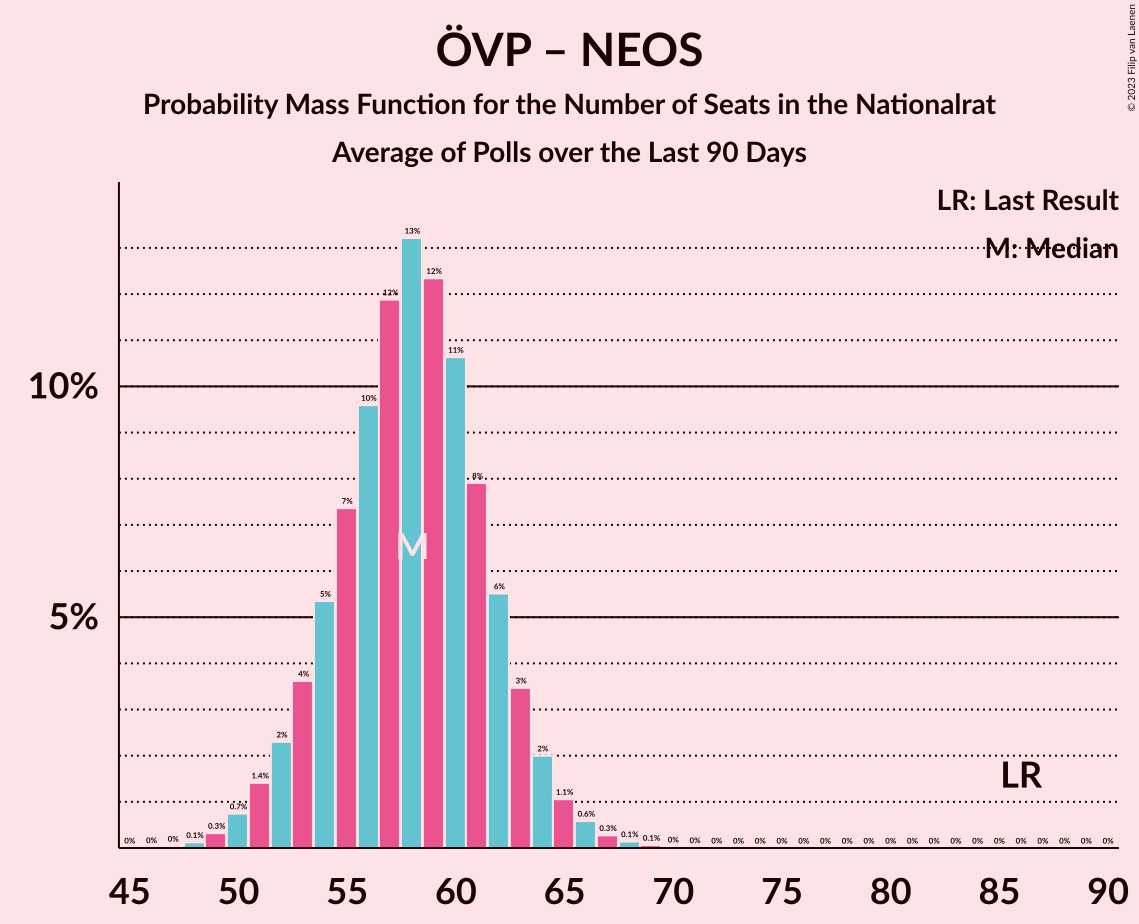 ÖVP – NEOS
Probability Mass Function for the Number of Seats in the Nationalrat
Average of Polls over the Last 90 Days
© 2023 Filip van Laenen
LR: Last Result
M: Median
10%
5%
0% 0% 0% 0.1% 0.3% 0.7% 1.4% 2% 4% 5% 7% 10% 12% 13% 12% 11% 8% 6% 3% 2% 1.1% 0.6% 0.3% 0.1% 0.1% 0% 0% 0% 0% 0% 0% 0% 0% 0% 0% 0% 0% 0% 0% 0% 0% 0% 0% 0% 0% 0%
M
LR
45 50 55 60 65 70 75 80 85 90